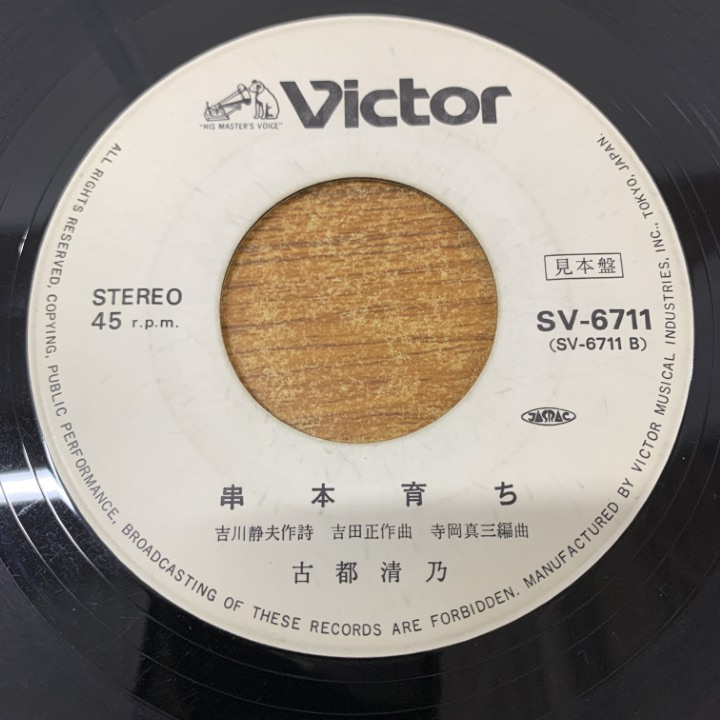 Victor
"HIS MASTER'S VOICE"
STEREO
45 r.p.m.
見本盤
SV-6711
(SV-6711 B)
JASRAC
串本育ち
吉川静夫作詩 吉田正作曲 寺岡真三編曲
古都清乃
ALL RIGHTS RESERVED, COPYING, PUBLIC PERFORMANCE, BROADCASTING OF THESE RECORDS ARE FORBIDDEN. MANUFACTURED BY VICTOR MUSICAL INDUSTRIES, INC., TOKYO, JAPAN.